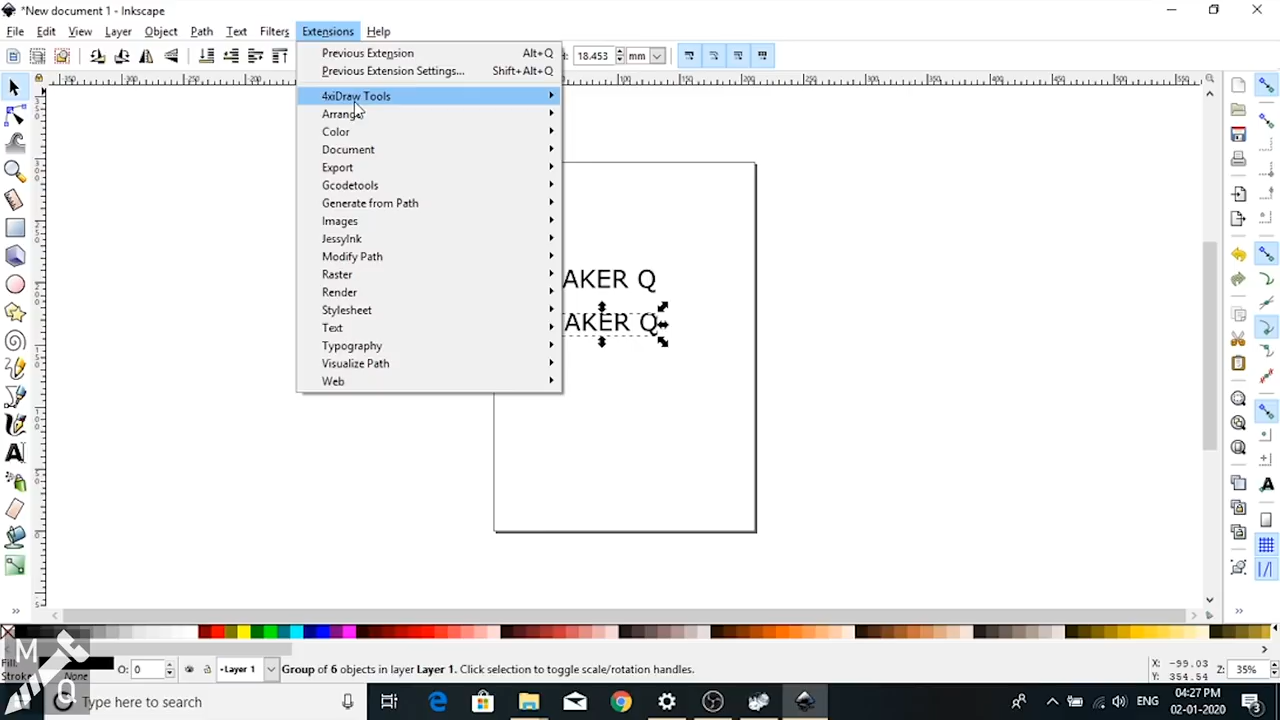 *New document 1 - Inkscape
File Edit View Layer Object Path Text Filters Extensions Help
H: 18.453 mm
Previous Extension Alt+Q
Previous Extension Settings... Shift+Alt+Q
4xiDraw Tools
Arrange
Color
Document
Export
Gcodetools
Generate from Path
Images
JessyInk
Modify Path
Raster
Render
Stylesheet
Text
Typography
Visualize Path
Web
AKER Q
AKER Q
Fill:
Stroke: None
O: 0
Layer 1
Group of 6 objects in layer Layer 1. Click selection to toggle scale/rotation handles.
X: -99.03
Y: 354.54
Z: 35%
M
Q
Type here to search
ENG
04:27 PM
02-01-2020
3